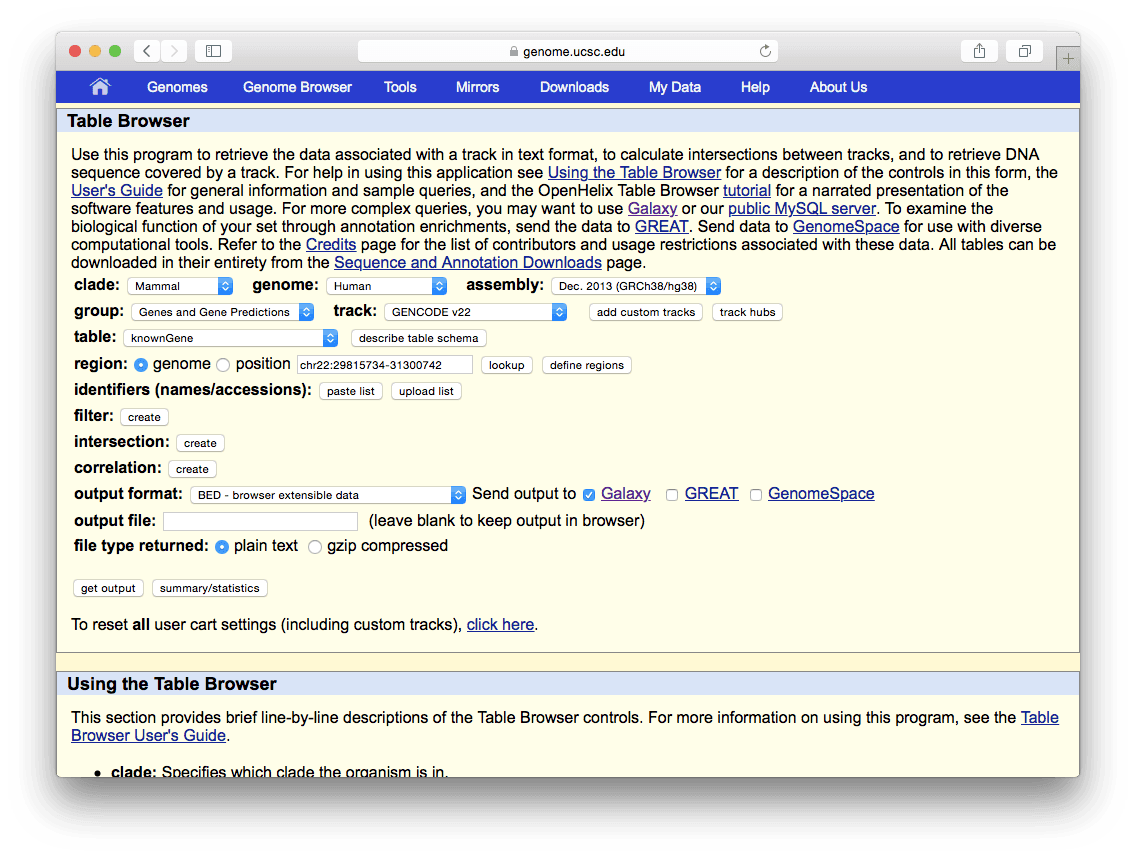 genome.ucsc.edu
Genomes Genome Browser Tools Mirrors Downloads My Data Help About Us
Table Browser
Use this program to retrieve the data associated with a track in text format, to calculate intersections between tracks, and to retrieve DNA
sequence covered by a track. For help in using this application see Using the Table Browser for a description of the controls in this form, the
User's Guide for general information and sample queries, and the OpenHelix Table Browser tutorial for a narrated presentation of the
software features and usage. For more complex queries, you may want to use Galaxy or our public MySQL server. To examine the
biological function of your set through annotation enrichments, send the data to GREAT. Send data to GenomeSpace for use with diverse
computational tools. Refer to the Credits page for the list of contributors and usage restrictions associated with these data. All tables can be
downloaded in their entirety from the Sequence and Annotation Downloads page.
clade: Mammal genome: Human assembly: Dec. 2013 (GRCh38/hg38)
group: Genes and Gene Predictions track: GENCODE v22 add custom tracks track hubs
table: knownGene describe table schema
region: genome position chr22:29815734-31300742 lookup define regions
identifiers (names/accessions): paste list upload list
filter: create
intersection: create
correlation: create
output format: BED - browser extensible data Send output to Galaxy GREAT GenomeSpace
output file: (leave blank to keep output in browser)
file type returned: plain text gzip compressed
get output summary/statistics
To reset all user cart settings (including custom tracks), click here.
Using the Table Browser
This section provides brief line-by-line descriptions of the Table Browser controls. For more information on using this program, see the Table
Browser User's Guide.
• clade: Specifies which clade the organism is in.